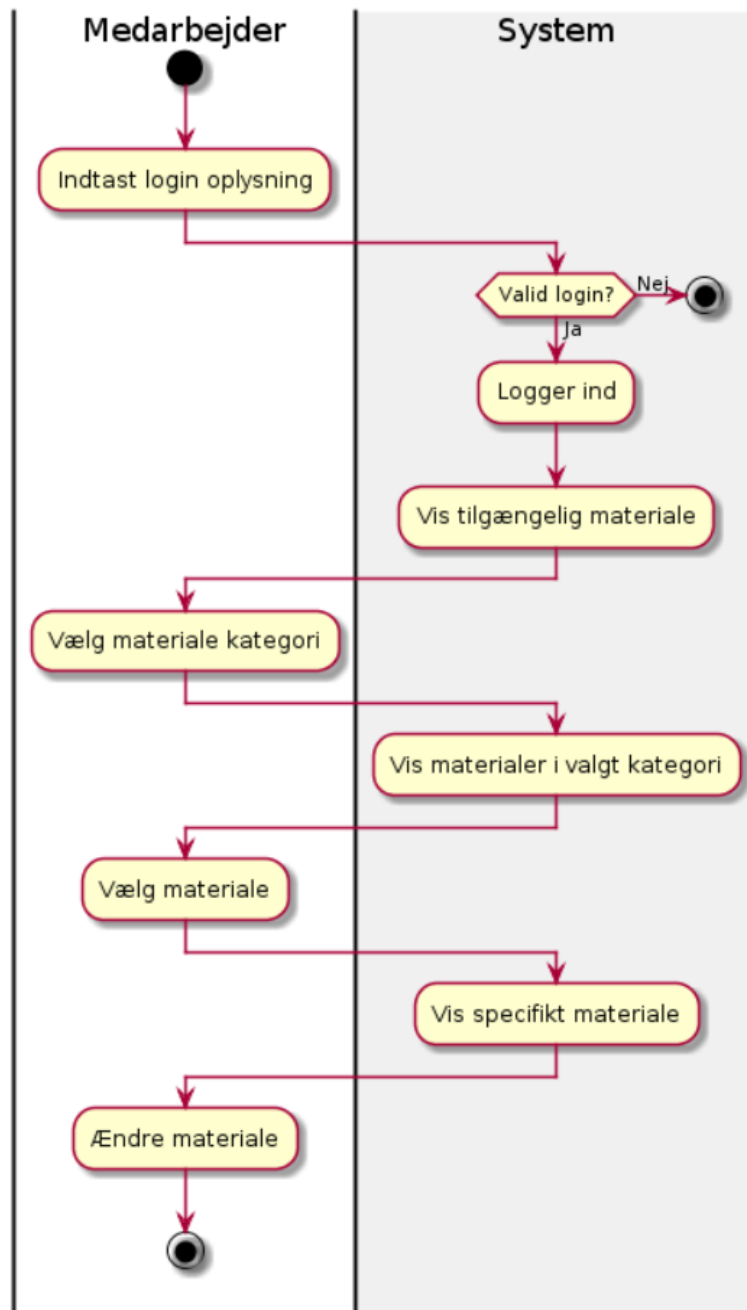 Medarbejder
System
Indtast login oplysning
Valid login?
Nej
Ja
Logger ind
Vis tilgængelig materiale
Vælg materiale kategori
Vis materialer i valgt kategori
Vælg materiale
Vis specifikt materiale
Ændre materiale